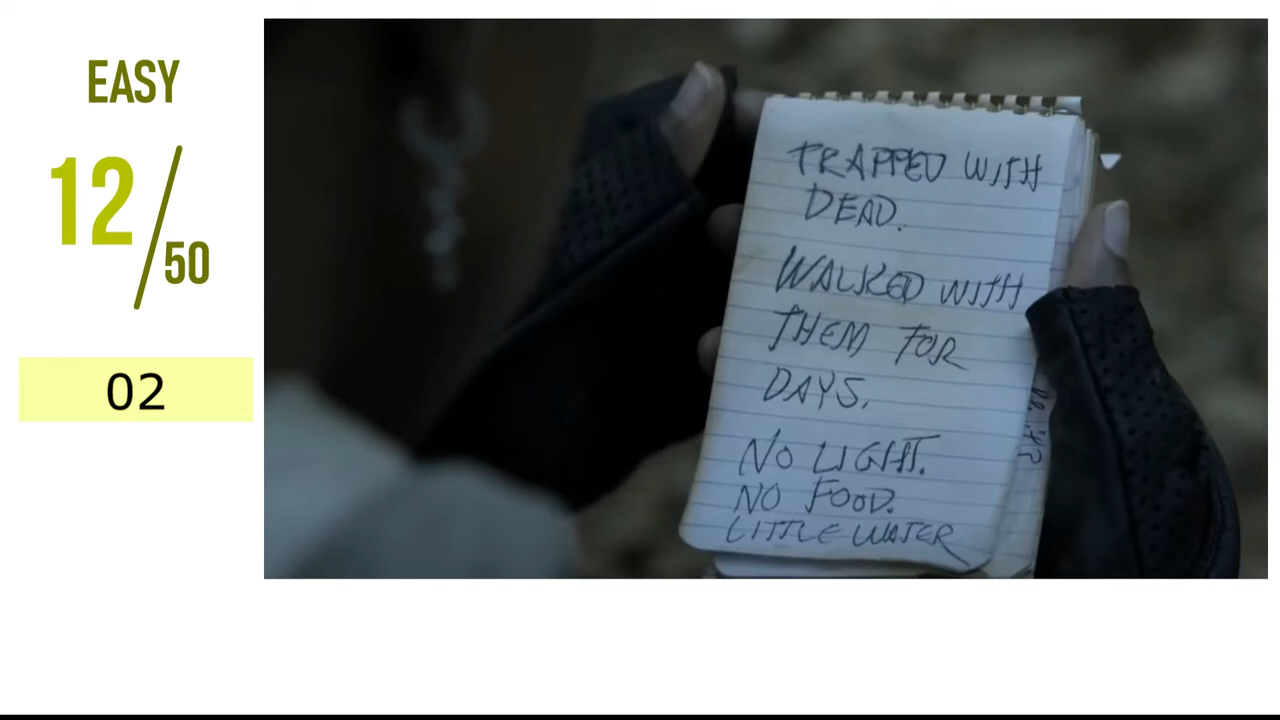 EASY
12/50
02
TRAPPED WITH
DEAD.
WALKED WITH
THEM FOR
DAYS.
NO LIGHT.
NO FOOD.
LITTLE WATER